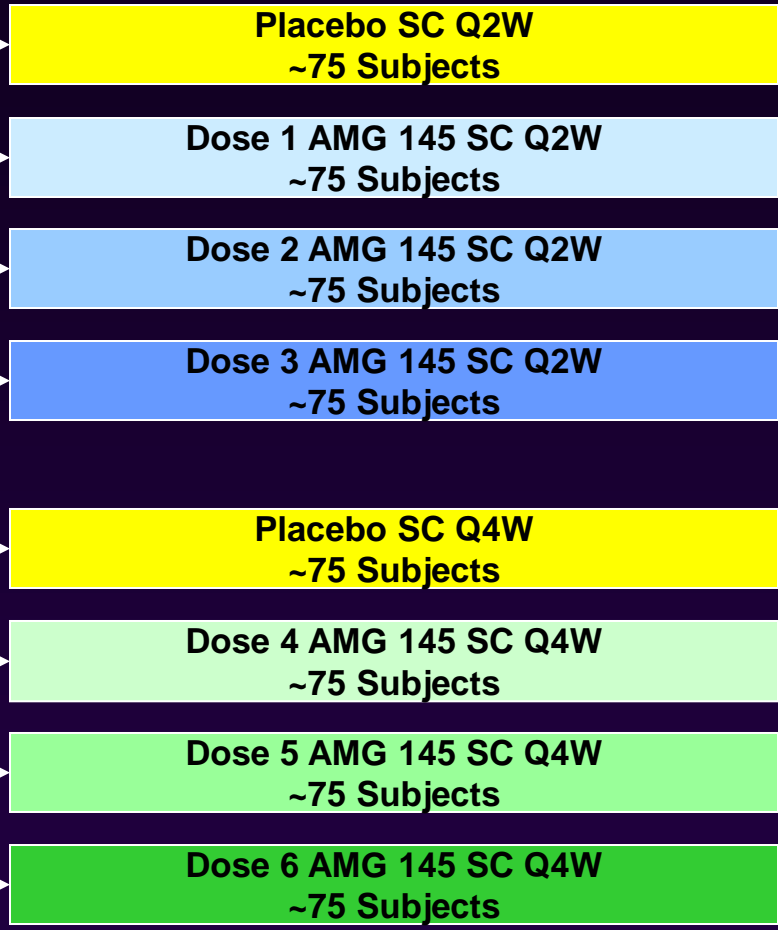 Placebo SC Q2W
~75 Subjects
Dose 1 AMG 145 SC Q2W
~75 Subjects
Dose 2 AMG 145 SC Q2W
~75 Subjects
Dose 3 AMG 145 SC Q2W
~75 Subjects
Placebo SC Q4W
~75 Subjects
Dose 4 AMG 145 SC Q4W
~75 Subjects
Dose 5 AMG 145 SC Q4W
~75 Subjects
Dose 6 AMG 145 SC Q4W
~75 Subjects